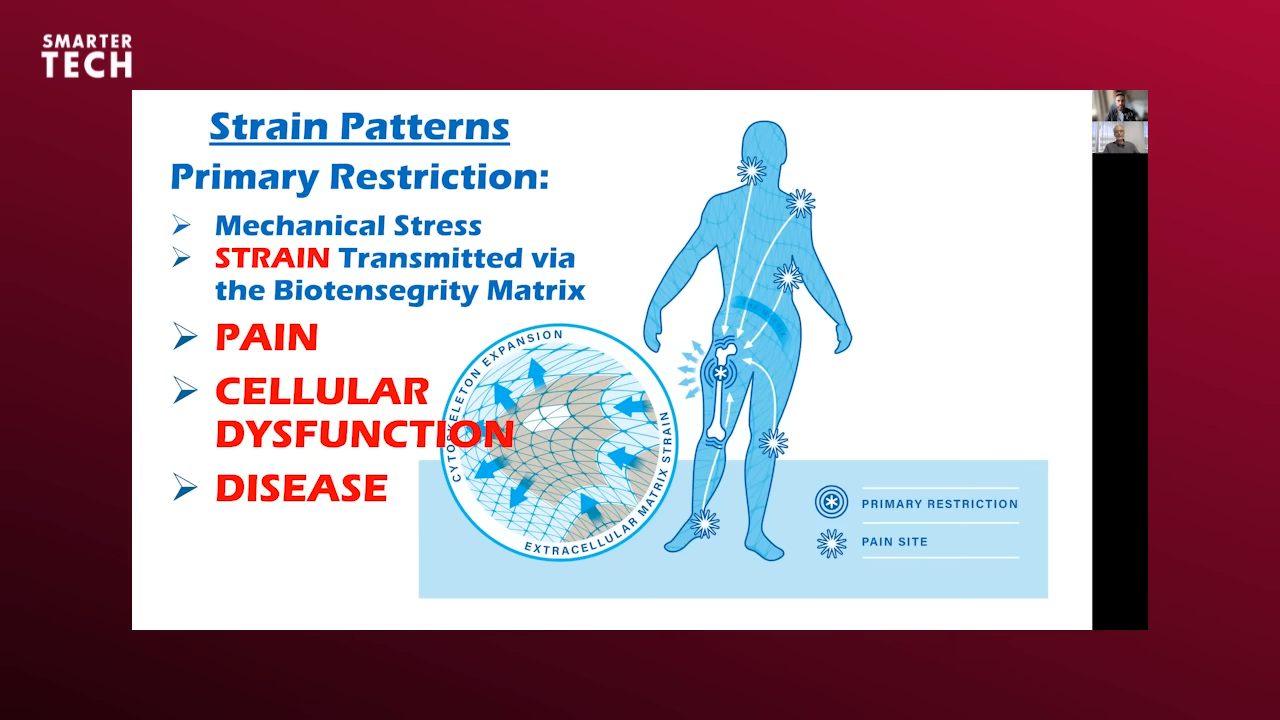 SMARTER
TECH
Strain Patterns
Primary Restriction:
Mechanical Stress
STRAIN Transmitted via
the Biotensegrity Matrix
PAIN
CELLULAR
DYSFUNCTION
DISEASE
CYTOSKELETON EXPANSION
EXTRACELLULAR MATRIX STRAIN
PRIMARY RESTRICTION
PAIN SITE